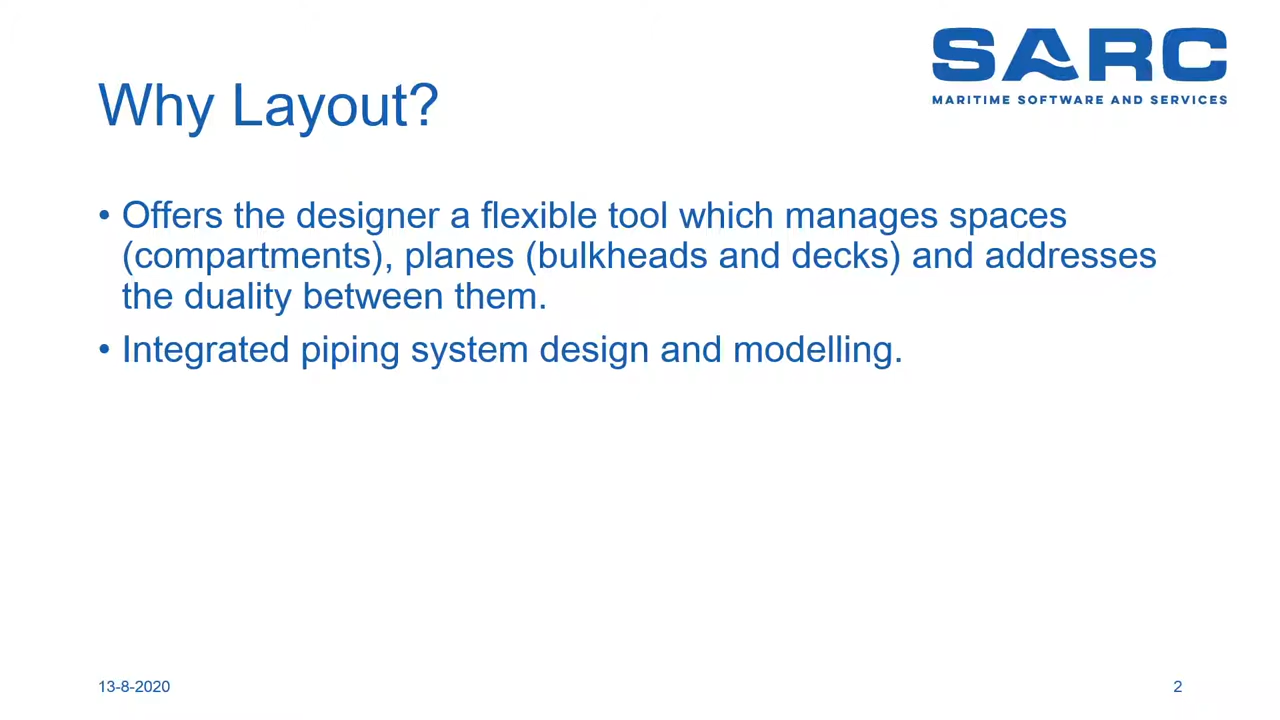 SARC
MARITIME SOFTWARE AND SERVICES
Why Layout?
• Offers the designer a flexible tool which manages spaces
(compartments), planes (bulkheads and decks) and addresses
the duality between them.
• Integrated piping system design and modelling.
13-8-2020
2